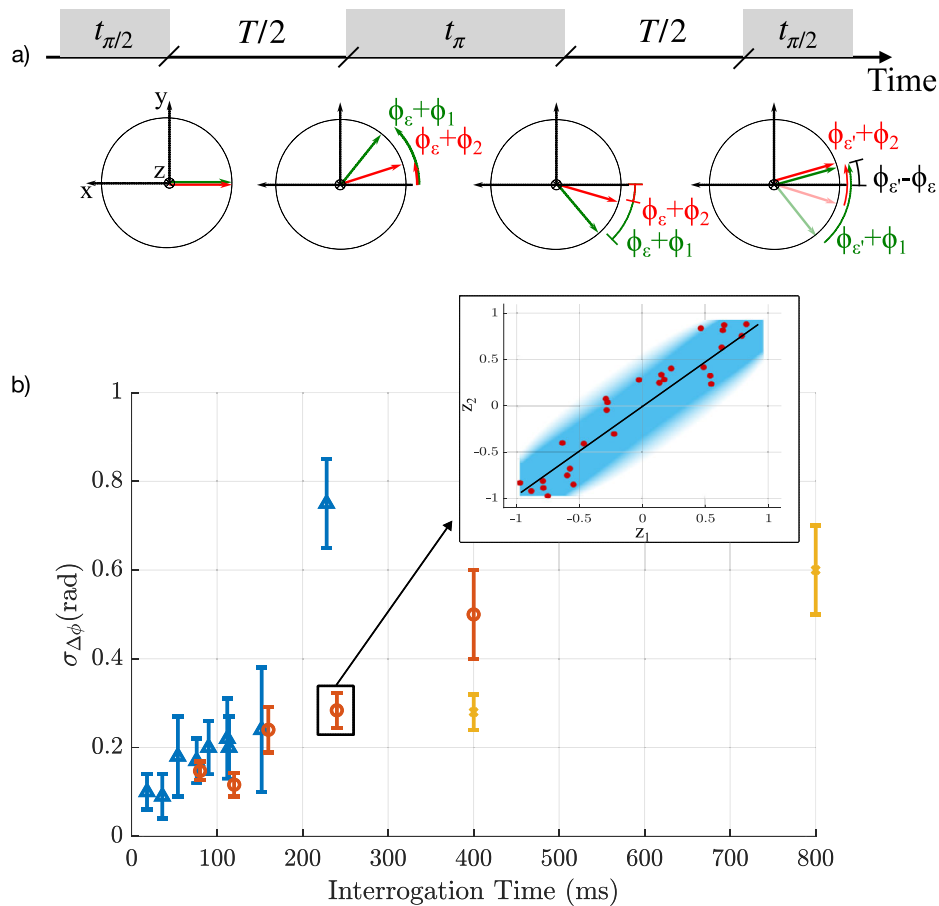 a)
t_{π/2} T/2 t_π T/2 t_{π/2}
Time
y
x
z
ϕ_ε+ϕ_1
ϕ_ε+ϕ_2
ϕ_ε+ϕ_2
ϕ_ε+ϕ_1
ϕ_{ε'}+ϕ_2
ϕ_{ε'}-ϕ_ε
ϕ_{ε'}+ϕ_1
b)
1
0.5
0
-0.5
-1
z_2
-1 -0.5 0 0.5 1
z_1
1
0.8
0.6
0.4
0.2
0
σ_{Δϕ}(rad)
0 100 200 300 400 500 600 700 800
Interrogation Time (ms)